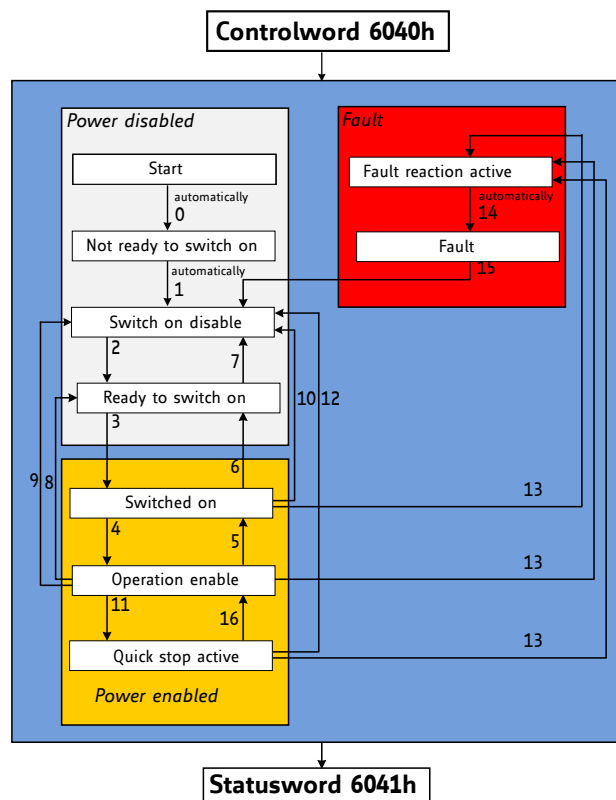 Controlword 6040h
Power disabled
Fault
Start
Fault reaction active
automatically
0
automatically
14
Not ready to switch on
Fault
automatically
1
15
Switch on disable
2
7
10
12
Ready to switch on
3
9
8
6
13
Switched on
4
5
13
Operation enable
11
16
13
Quick stop active
Power enabled
Statusword 6041h